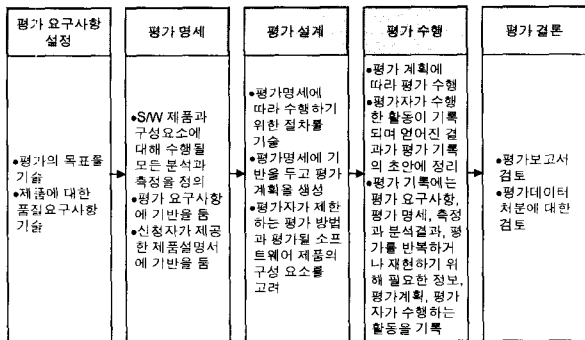 평가 요구사항
설정
●평가의 목표를
기술
●제품에 대한
품질요구사항
기술
평가 명세
●S/W 제품과
구성요소에
대해 수행될
모든 분석과
측정을 정의
●평가 요구사항
에 기반을 둠
●신청자가 제공
한 제품설명서
에 기반을 둠
평가 설계
●평가명세에
따라 수행하기
위한 절차를
기술
●평가명세에 기
반을 두고 평가
계획을 생성
●평가자가 제한
하는 평가 방법
과 평가될 소프
트웨어 제품의
구성 요소를
고려
평가 수행
●평가 계획에
따라 평가 수행
●평가자가 수행
한 활동이 기록
되며 얻어진 결
과가 평가 기록
의 초안에 정리
●평가 기록에는
평가 요구사항,
평가 명세, 측정
과 분석결과, 평
가를 반복하거
나 재현하기 위
해 필요한 정보,
평가계획, 평가
자가 수행하는
활동을 기록
평가 결론
●평가보고서
검토
●평가데이터
처분에 대한
검토